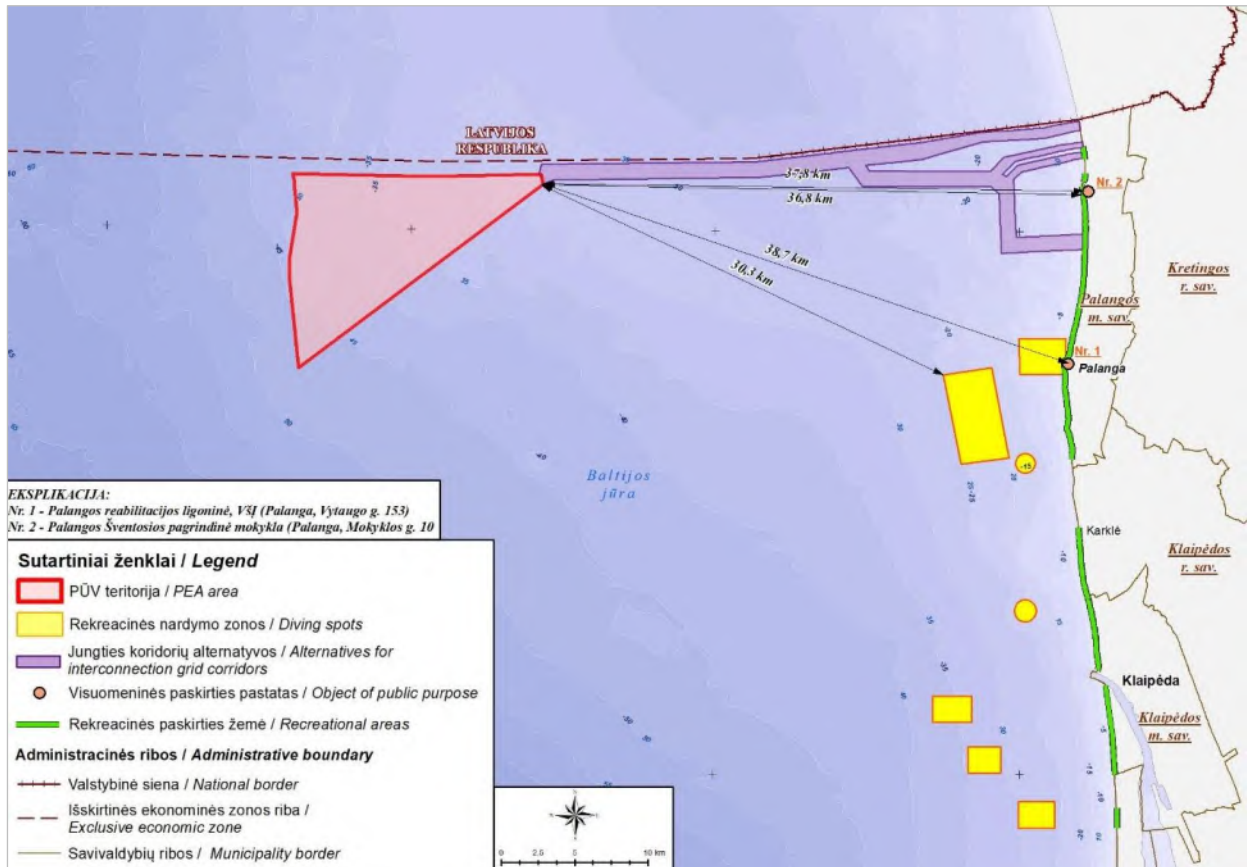 LATVIJOS
RESPUBLIKA
37,8 km
36,8 km
Nr. 2
38,7 km
30,3 km
Kretingos
r. sav.
Palangos
m. sav.
Nr. 1
Palanga
Baltijos
jūra
Karklė
Klaipėdos
r. sav.
Klaipėda
Klaipėdos
m. sav.
EKSPLIKACIJA:
Nr. 1 - Palangos reabilitacijos ligoninė, VšĮ (Palanga, Vytaugo g. 153)
Nr. 2 - Palangos Šventosios pagrindinė mokykla (Palanga, Mokyklos g. 10
Sutartiniai ženklai / Legend
PŪV teritorija / PEA area
Rekreacinės nardymo zonos / Diving spots
Jungties koridorių alternatyvos / Alternatives for
interconnection grid corridors
Visuomeninės paskirties pastatas / Object of public purpose
Rekreacinės paskirties žemė / Recreational areas
Administracinės ribos / Administrative boundary
Valstybinė siena / National border
Išskirtinės ekonominės zonos riba /
Exclusive economic zone
Savivaldybių ribos / Municipality border
0 2.5 5 10 km